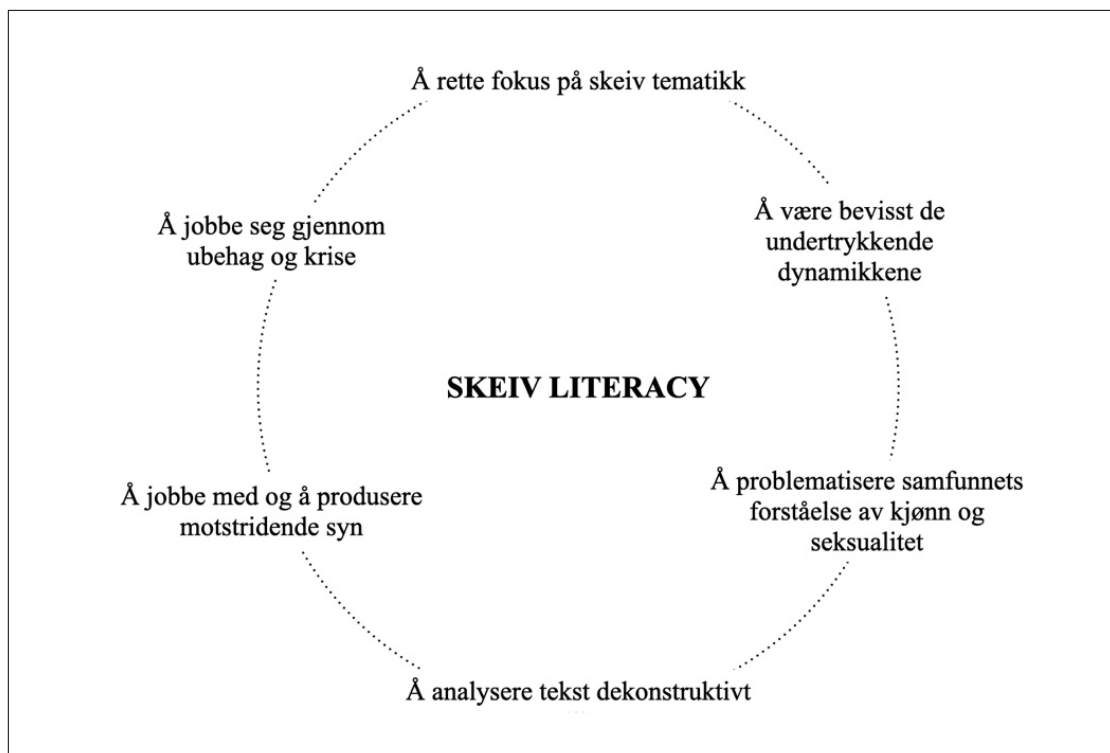 Å rette fokus på skeiv tematikk
Å være bevisst de
undertrykkende
dynamikkene
Å problematisere samfunnets
forståelse av kjønn og
seksualitet
Å analysere tekst dekonstruktivt
Å jobbe med og å produsere
motstridende syn
Å jobbe seg gjennom
ubehag og krise
SKEIV LITERACY